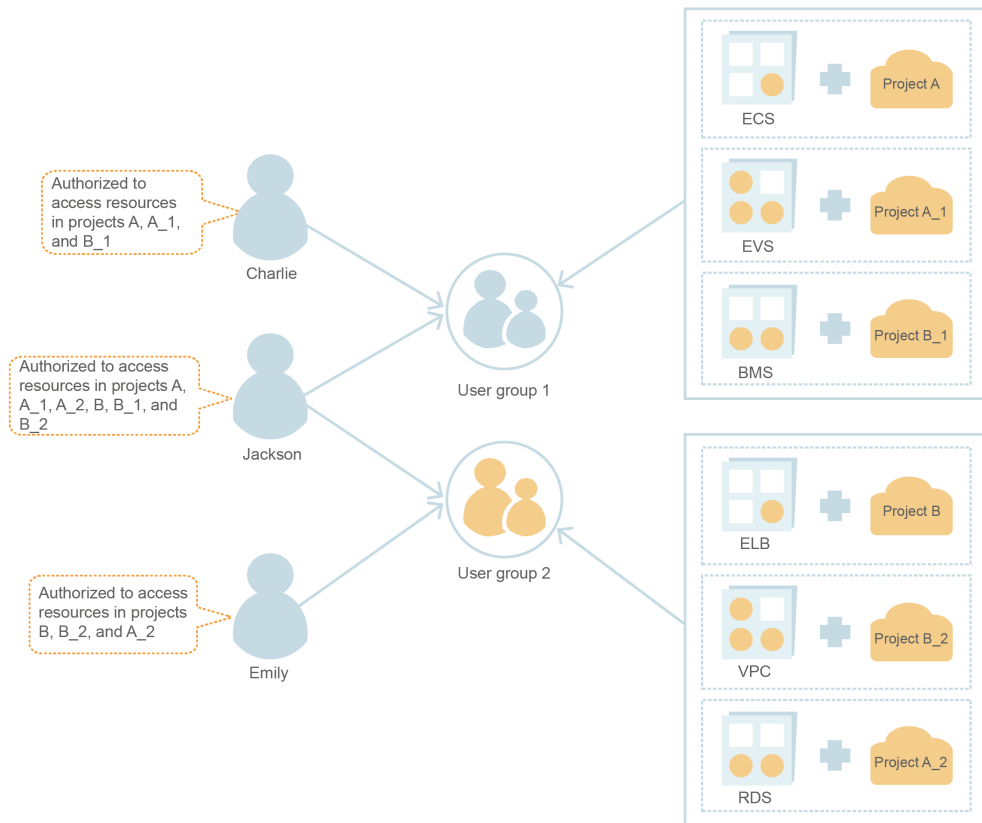 Authorized to
access resources
in projects A, A_1,
and B_1
Charlie
Authorized to access
resources in projects A,
A_1, A_2, B, B_1, and
B_2
Jackson
Authorized to access
resources in projects
B, B_2, and A_2
Emily
User group 1
User group 2
ECS
Project A
EVS
Project A_1
BMS
Project B_1
ELB
Project B
VPC
Project B_2
RDS
Project A_2